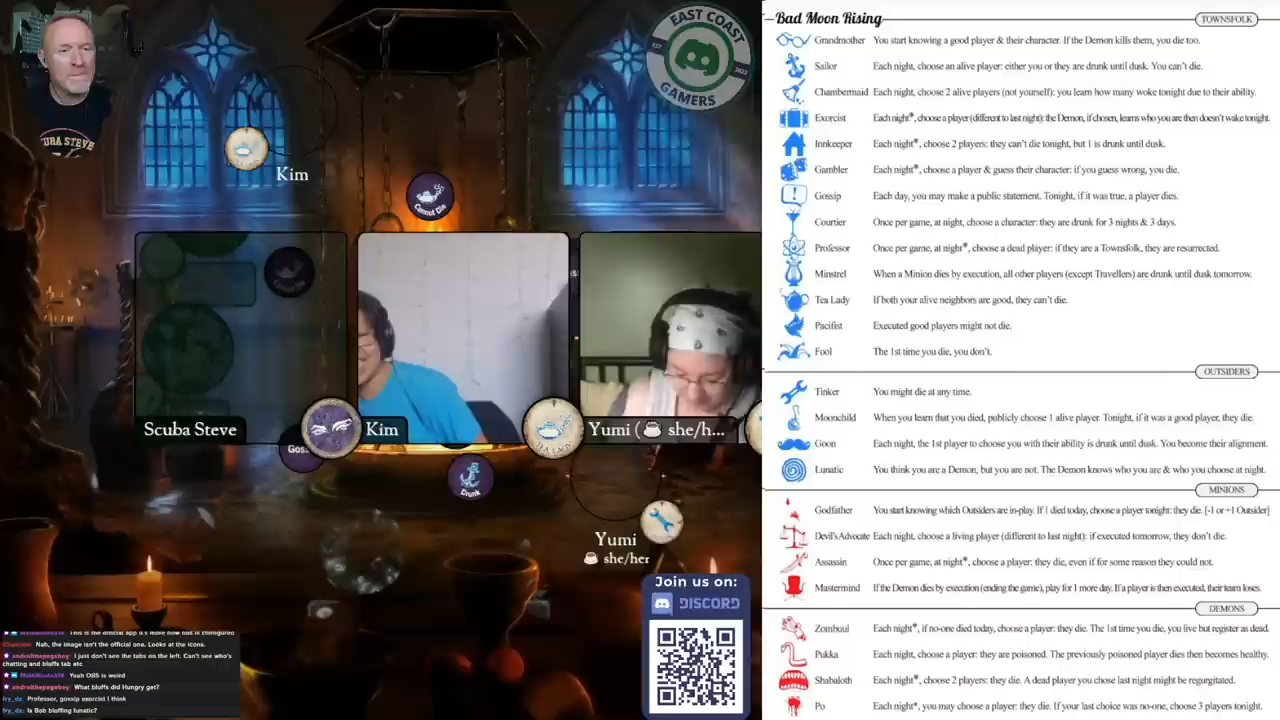 EAST COAST
EST
2022
GAMERS
UBA STEVE
Kim
Cannot Die
Scuba Steve
Kim
TEA LADY
Yumi (☕ she/h...
Gos
Drunk
Yumi
☕ she/her
Join us on:
DISCORD
This is the official app it's more how obs is configured
Nah, the image isn't the official one. Looks at the icons.
androithepageboy: I just don't see the tabs on the left. Can't see who's
chatting and bluffs tab etc
Yeah OBS is weird
androithepageboy: What bluffs did Hungry get?
fry_dx: Professor, gossip exorcist I think
fry_dx: Is Bob bluffing lunatic?
Bad Moon Rising
TOWNSFOLK
Grandmother You start knowing a good player & their character. If the Demon kills them, you die too.
Sailor Each night, choose an alive player: either you or they are drunk until dusk. You can't die.
Chambermaid Each night, choose 2 alive players (not yourself): you learn how many woke tonight due to their ability.
Exorcist Each night*, choose a player (different to last night): the Demon, if chosen, learns who you are then doesn't wake tonight.
Innkeeper Each night*, choose 2 players: they can't die tonight, but 1 is drunk until dusk.
Gambler Each night*, choose a player & guess their character: if you guess wrong, you die.
Gossip Each day, you may make a public statement. Tonight, if it was true, a player dies.
Courtier Once per game, at night, choose a character: they are drunk for 3 nights & 3 days.
Professor Once per game, at night*, choose a dead player: if they are a Townsfolk, they are resurrected.
Minstrel When a Minion dies by execution, all other players (except Travellers) are drunk until dusk tomorrow.
Tea Lady If both your alive neighbors are good, they can't die.
Pacifist Executed good players might not die.
Fool The 1st time you die, you don't.
OUTSIDERS
Tinker You might die at any time.
Moonchild When you learn that you died, publicly choose 1 alive player. Tonight, if it was a good player, they die.
Goon Each night, the 1st player to choose you with their ability is drunk until dusk. You become their alignment.
Lunatic You think you are a Demon, but you are not. The Demon knows who you are & who you choose at night.
MINIONS
Godfather You start knowing which Outsiders are in-play. If 1 died today, choose a player tonight: they die. [-1 or +1 Outsider]
Devil's Advocate Each night, choose a living player (different to last night): if executed tomorrow, they don't die.
Assassin Once per game, at night*, choose a player: they die, even if for some reason they could not.
Mastermind If the Demon dies by execution (ending the game), play for 1 more day. If a player is then executed, their team loses.
DEMONS
Zombuul Each night*, if no-one died today, choose a player: they die. The 1st time you die, you live but register as dead.
Pukka Each night, choose a player: they are poisoned. The previously poisoned player dies then becomes healthy.
Shabaloth Each night*, choose 2 players: they die. A dead player you chose last night might be regurgitated.
Po Each night*, you may choose a player: they die. If your last choice was no-one, choose 3 players tonight.